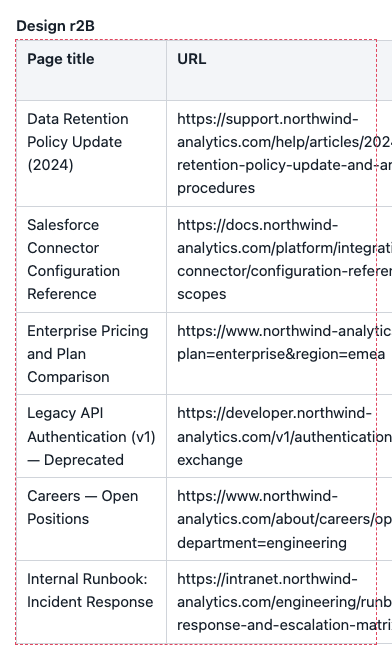 Design r2B
Page title
URL
Data Retention
Policy Update
(2024)
https://support.northwind-
analytics.com/help/articles/202
retention-policy-update-and-ar
procedures
Salesforce
Connector
Configuration
Reference
https://docs.northwind-
analytics.com/platform/integrati
connector/configuration-referen
scopes
Enterprise Pricing
and Plan
Comparison
https://www.northwind-analytic
plan=enterprise&region=emea
Legacy API
Authentication (v1)
— Deprecated
https://developer.northwind-
analytics.com/v1/authentication
exchange
Careers — Open
Positions
https://www.northwind-
analytics.com/about/careers/op
department=engineering
Internal Runbook:
Incident Response
https://intranet.northwind-
analytics.com/engineering/runb
response-and-escalation-matri